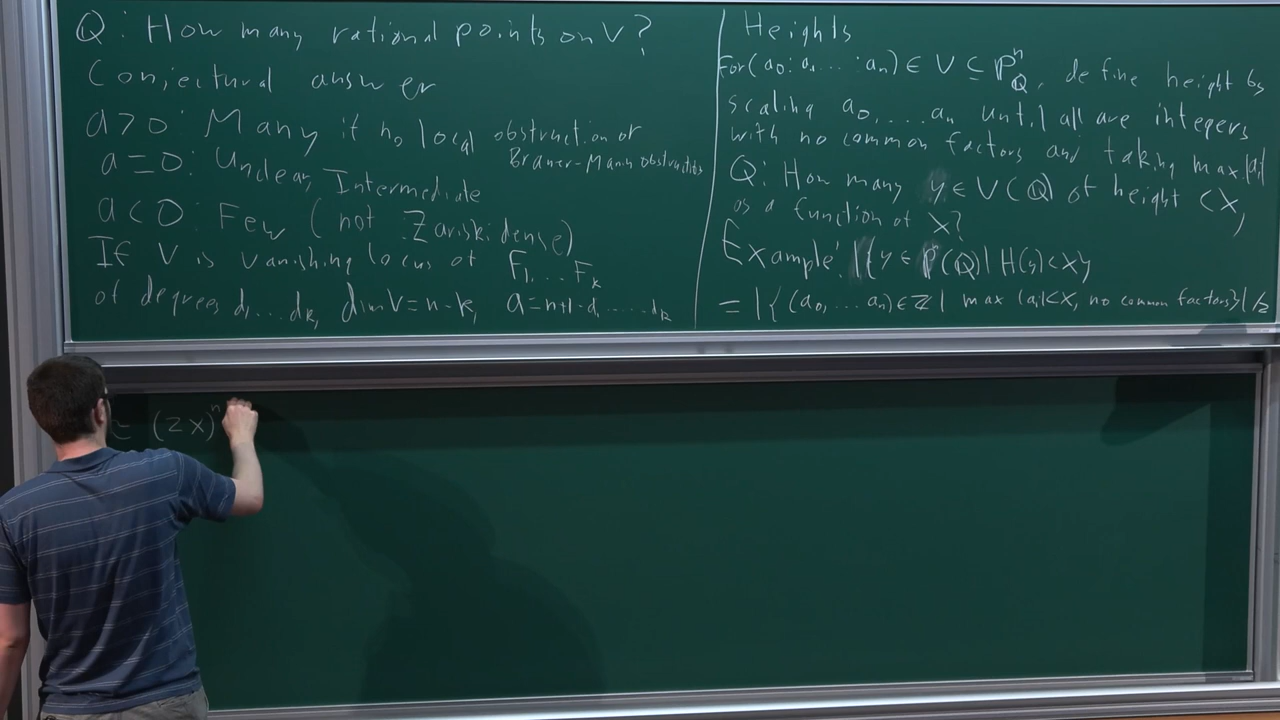 Q: How many rational points on V?
Conjectural answer
a>0: Many if no local obstruction or
Brauer-Manin obstruction
a=0: Unclear, Intermediate
a<0: Few (not Zariski dense)
If V is vanishing locus of F₁,...Fₖ
of degrees d₁...dₖ, dim V=n-k, a=n+1-d₁.....dₖ
Heights
For (a₀:a₁...:aₙ) ∈ V ⊆ ℙⁿ_ℚ, define height by
scaling a₀,...aₙ until all are integers
with no common factors and taking max|aᵢ|
Q: How many y∈V(ℚ) of height <X,
as a function of X?
Example: |{y∈ℙ(ℚ)| H(y)<X}|
=|{(a₀,...aₙ)∈ℤ| max|aᵢ|<X, no common factors}|/2
≈ (2X)ⁿ